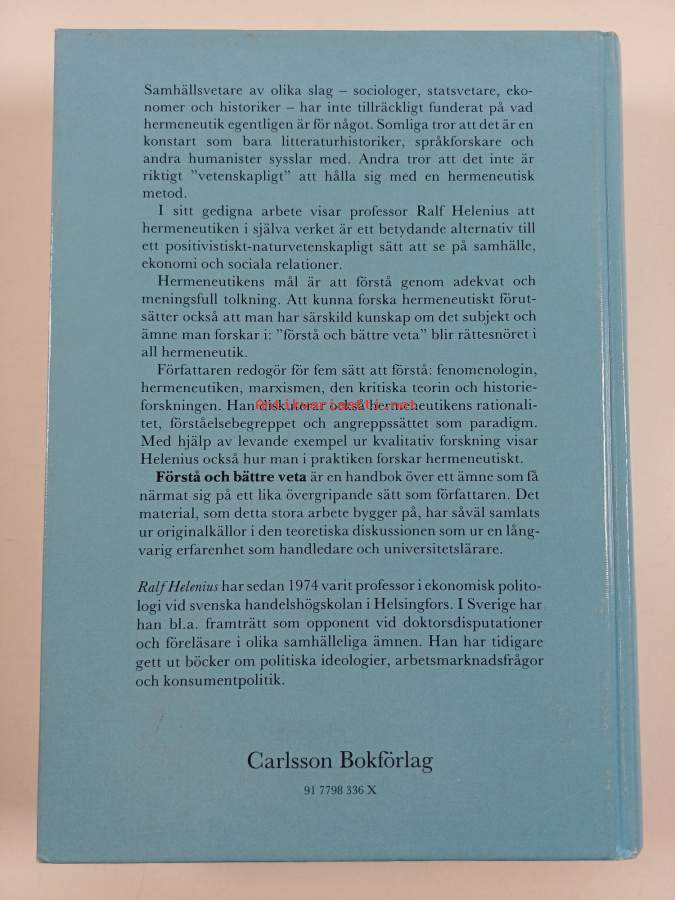 Samhällsvetare av olika slag – sociologer, statsvetare, eko-
nomer och historiker – har inte tillräckligt funderat på vad
hermeneutik egentligen är för något. Somliga tror att det är en
konstart som bara litteraturhistoriker, språkforskare och
andra humanister sysslar med. Andra tror att det inte är
riktigt ”vetenskapligt” att hålla sig med en hermeneutisk
metod.
I sitt gedigna arbete visar professor Ralf Helenius att
hermeneutiken i själva verket är ett betydande alternativ till
ett positivistiskt-naturvetenskapligt sätt att se på samhälle,
ekonomi och sociala relationer.
Hermeneutikens mål är att förstå genom adekvat och
meningsfull tolkning. Att kunna forska hermeneutiskt förut-
sätter också att man har särskild kunskap om det subjekt och
ämne man forskar i: ”förstå och bättre veta” blir rättesnöret i
all hermeneutik.
Författaren redogör för fem sätt att förstå: fenomenologin,
hermeneutiken, marxismen, den kritiska teorin och historie-
forskningen. Han diskuterar också hermeneutikens rationali-
antikvariaatti.net
tet, förståelsebegreppet och angreppssättet som paradigm.
Med hjälp av levande exempel ur kvalitativ forskning visar
Helenius också hur man i praktiken forskar hermeneutiskt.
Förstå och bättre veta är en handbok över ett ämne som få
närmat sig på ett lika övergripande sätt som författaren. Det
material, som detta stora arbete bygger på, har såväl samlats
ur originalkällor i den teoretiska diskussionen som ur en lång-
varig erfarenhet som handledare och universitetslärare.
Ralf Helenius har sedan 1974 varit professor i ekonomisk polito-
logi vid svenska handelshögskolan i Helsingfors. I Sverige har
han bl.a. framträtt som opponent vid doktorsdisputationer
och föreläsare i olika samhälleliga ämnen. Han har tidigare
gett ut böcker om politiska ideologier, arbetsmarknadsfrågor
och konsumentpolitik.
Carlsson Bokförlag
91 7798 336 X